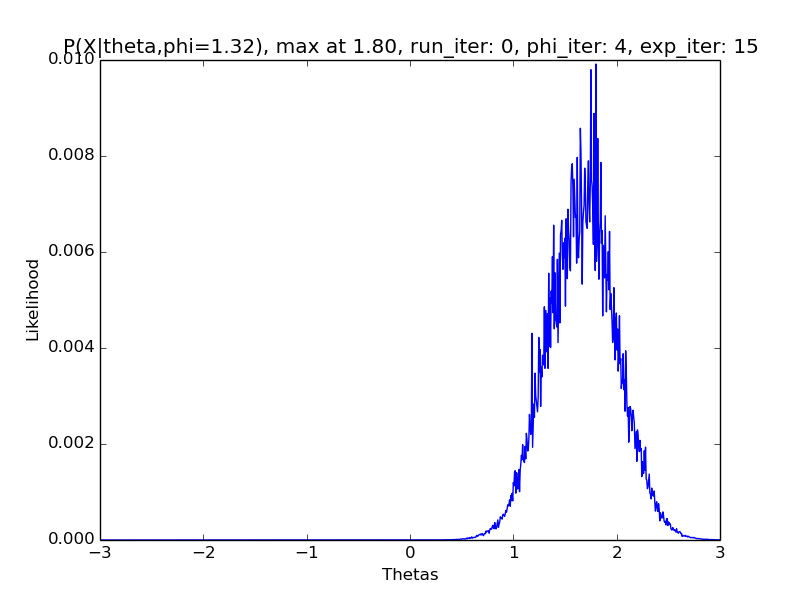 P(X|theta,phi=1.32), max at 1.80, run_iter: 0, phi_iter: 4, exp_iter: 15
0.010
0.008
0.006
0.004
0.002
0.000
Likelihood
−3 −2 −1 0 1 2 3
Thetas